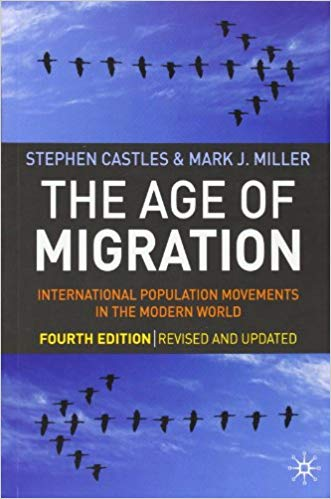 STEPHEN CASTLES & MARK J. MILLER
THE AGE OF
MIGRATION
INTERNATIONAL POPULATION MOVEMENTS
IN THE MODERN WORLD
FOURTH EDITION | REVISED AND UPDATED